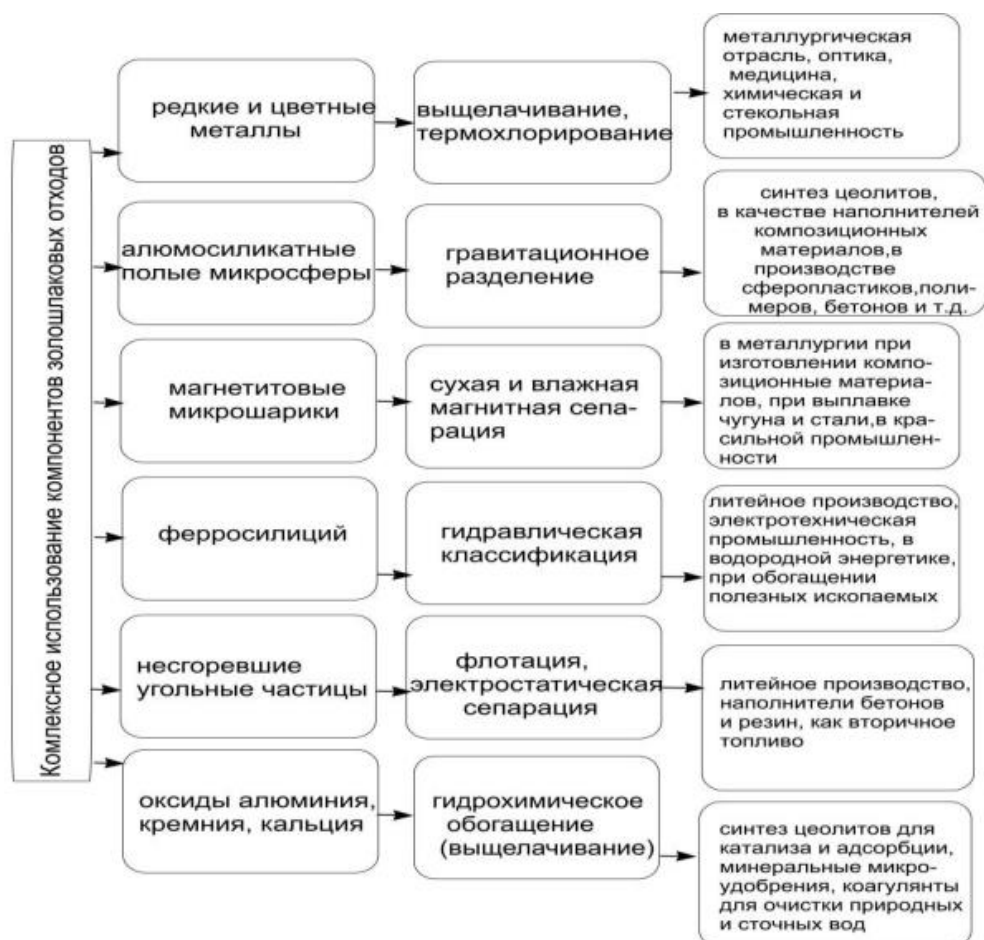 Комлексное использование компонентов золошлаковых отходов
редкие и цветные
металлы
выщелачивание,
термохлорирование
металлургическая
отрасль, оптика,
медицина,
химическая и
стекольная
промышленность
алюмосиликатные
полые микросферы
гравитационное
разделение
синтез цеолитов,
в качестве наполнителей
композиционных
материалов,в
производстве
сферопластиков,поли-
меров, бетонов и т.д.
магнетитовые
микрошарики
сухая и влажная
магнитная сепа-
рация
в металлургии при
изготовлении компо-
зиционные материа-
лов, при выплавке
чугуна и стали,в кра-
сильной промышлен-
ности
ферросилиций
гидравлическая
классификация
литейное производство,
электротехническая
промышленность, в
водородной энергетике,
при обогащении
полезных ископаемых
несгоревшие
угольные частицы
флотация,
электростатическая
сепарация
литейное производство,
наполнители бетонов
и резин, как вторичное
топливо
оксиды алюминия,
кремния, кальция
гидрохимическое
обогащение
(выщелачивание)
синтез цеолитов для
катализа и адсорбции,
минеральные микро-
удобрения, коагулянты
для очистки природных
и сточных вод